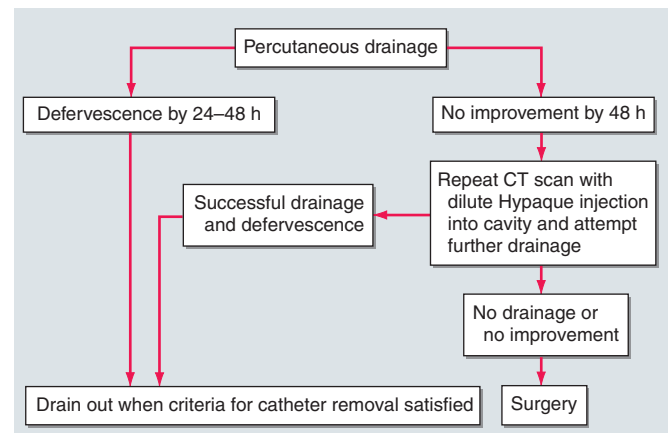 Percutaneous drainage
Defervescence by 24–48 h
No improvement by 48 h
Repeat CT scan with
dilute Hypaque injection
into cavity and attempt
further drainage
Successful drainage
and defervescence
No drainage or
no improvement
Drain out when criteria for catheter removal satisfied
Surgery